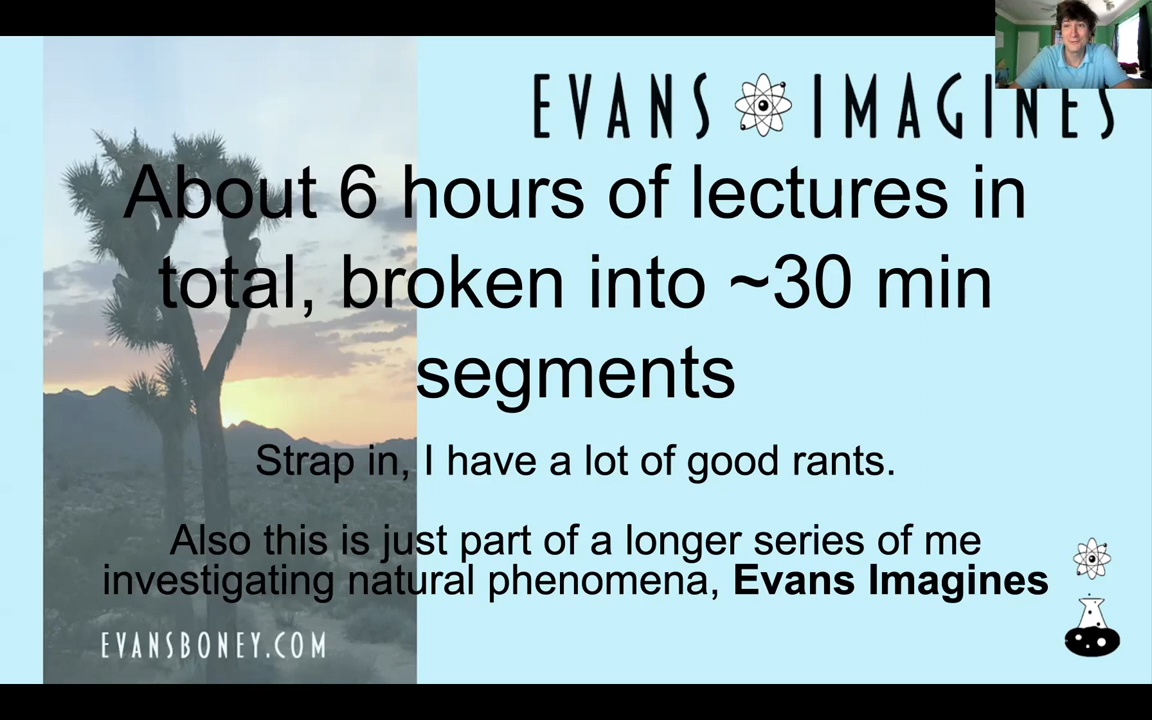 EVANS IMAGINES
About 6 hours of lectures in
total, broken into ~30 min
segments
Strap in, I have a lot of good rants.
Also this is just part of a longer series of me
investigating natural phenomena, Evans Imagines
EVANSBONEY.COM